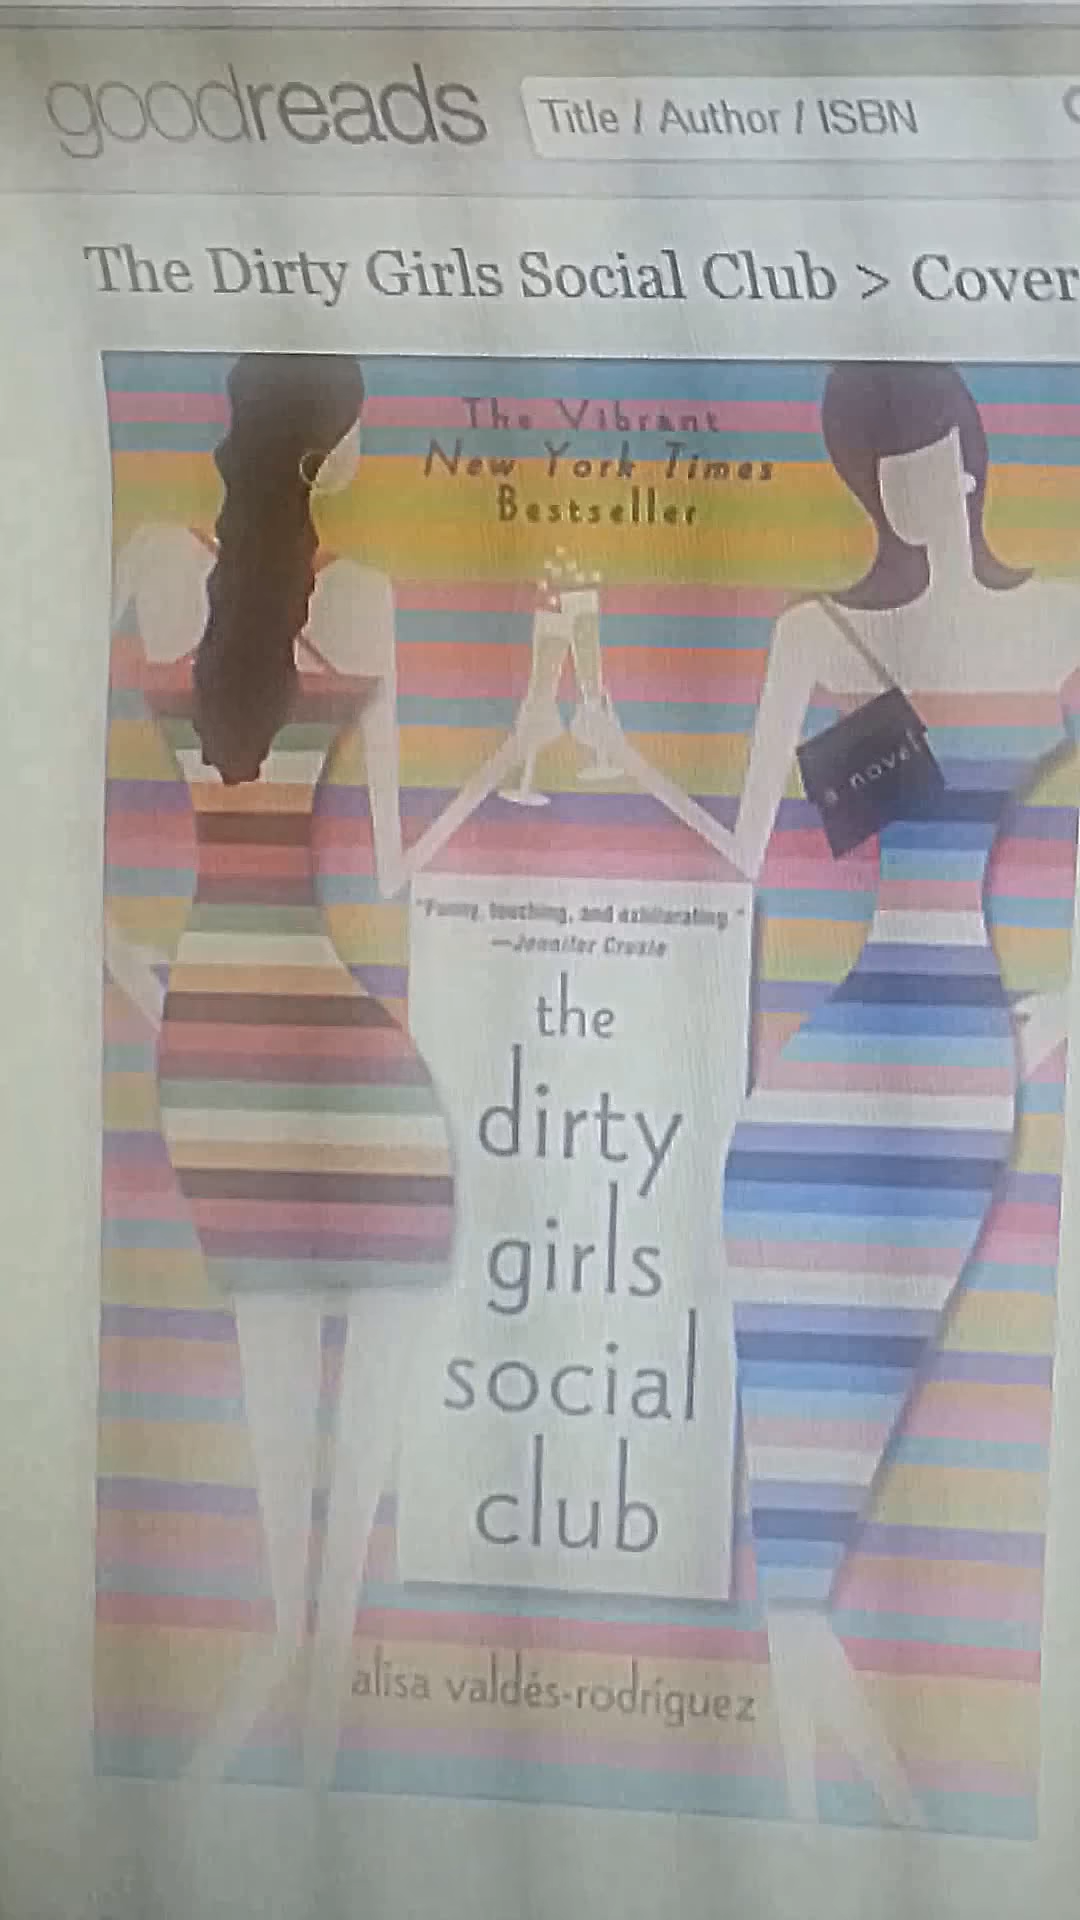 goodreads
Title / Author / ISBN
The Dirty Girls Social Club > Cover
The Vibrant
New York Times
Bestseller
a novel
"Funny, touching, and exhilarating."
—Jennifer Crusie
the
dirty
girls
social
club
alisa valdés-rodríguez